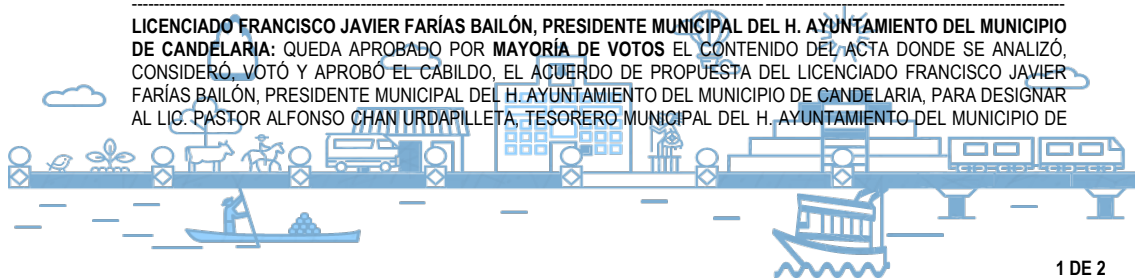 --------------------------------------------------------------------------------------------------------------------------------------------------------------
LICENCIADO FRANCISCO JAVIER FARÍAS BAILÓN, PRESIDENTE MUNICIPAL DEL H. AYUNTAMIENTO DEL MUNICIPIO
DE CANDELARIA: QUEDA APROBADO POR MAYORÍA DE VOTOS EL CONTENIDO DEL ACTA DONDE SE ANALIZÓ,
CONSIDERÓ, VOTÓ Y APROBÓ EL CABILDO, EL ACUERDO DE PROPUESTA DEL LICENCIADO FRANCISCO JAVIER
FARÍAS BAILÓN, PRESIDENTE MUNICIPAL DEL H. AYUNTAMIENTO DEL MUNICIPIO DE CANDELARIA, PARA DESIGNAR
AL LIC. PASTOR ALFONSO CHAN URDAPILLETA, TESORERO MUNICIPAL DEL H. AYUNTAMIENTO DEL MUNICIPIO DE
1 DE 2